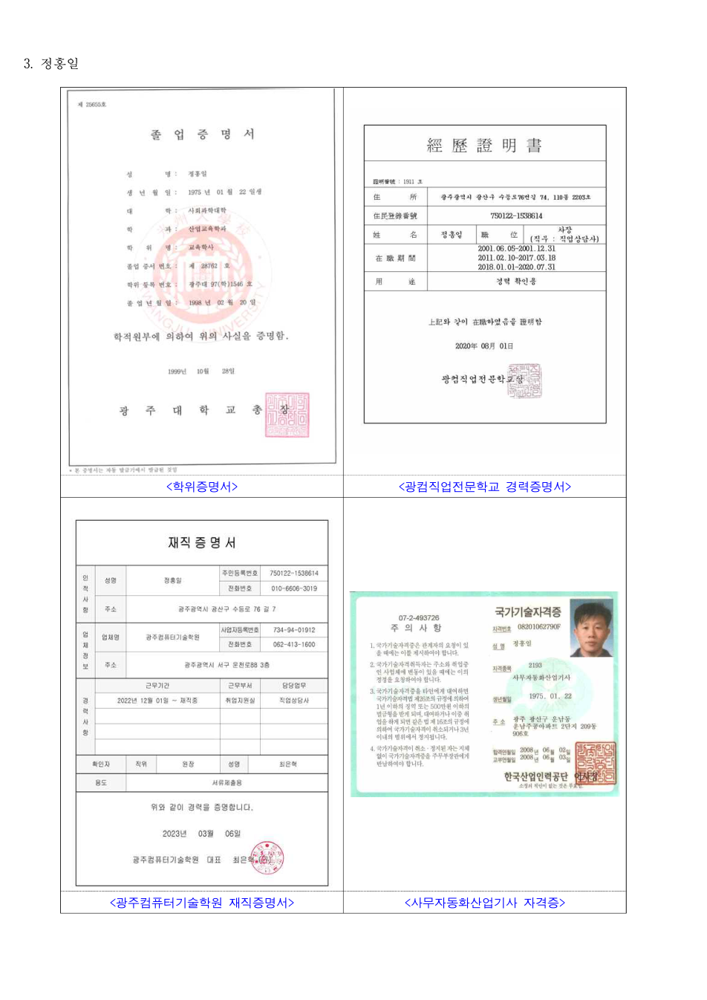 3. 정홍일
제 25655호
졸 업 증 명 서
성 명 : 정홍일
생 년 월 일 : 1975 년 01 월 22 일생
대 학 : 사회과학대학
학 과 : 산업교육학과
학 위 명 : 교육학사
졸업 증서 번호 : 제 28762 호
학위 등록 번호 : 광주대 97(학)1546 호
졸 업 년 월 일 : 1998 년 02 월 20 일
학적원부에 의하여 위의 사실을 증명함.
1999년 10월 28일
광 주 대 학 교 총 장
* 본 증명서는 자동 발급기에서 발급된 것임
<학위증명서>
經 歷 證 明 書
證明番號 : 1911 호
住 所 광주광역시 광산구 수등로76번길 74, 110동 2203호
住民登錄番號 750122-1538614
姓 名 정홍일 職 位 차장
(직무 : 직업상담사)
在 職 期 間 2001.06.05-2001.12.31
2011.02.10-2017.03.18
2018.01.01-2020.07.31
用 途 경력 확인용
上記와 같이 在職하였음을 證明함
2020年 08月 01日
광컴직업전문학교장
<광컴직업전문학교 경력증명서>
재직증명서
인적사항 성명 정홍일 주민등록번호 750122-1538614
전화번호 010-6606-3019
주소 광주광역시 광산구 수등로 76 길 7
업체정보 업체명 광주컴퓨터기술학원 사업자등록번호 734-94-01912
전화번호 062-413-1600
주소 광주광역시 서구 운천로88 3층
경력사항 근무기간 근무부서 담당업무
2022년 12월 01일 ~ 재직중 취업지원실 직업상담사
확인자 직위 원장 성명 최은혁
용도 서류제출용
위와 같이 경력을 증명합니다.
2023년 03월 06일
광주컴퓨터기술학원 대표 최은혁 (인)
<광주컴퓨터기술학원 재직증명서>
07-2-493726
주 의 사 항
1. 국가기술자격증은 관계자의 요청이 있
을 때에는 이를 제시하여야 합니다.
2. 국가기술자격취득자는 주소와 취업중
인 사업체에 변동이 있을 때에는 이의
정정을 요청하여야 합니다.
3. 국가기술자격증을 타인에게 대여하면
국가기술자격법 제26조의 규정에 의하여
1년 이하의 징역 또는 500만원 이하의
벌금형을 받게 되며, 대여하거나 이중 취
업을 하게 되면 같은 법 제16조의 규정에
의하여 국가기술자격이 취소되거나 3년
이내의 범위에서 정지됩니다.
4. 국가기술자격이 취소·정지된 자는 지체
없이 국가기술자격증을 주무부장관에게
반납하여야 합니다.
국가기술자격증
자격번호 08201062790F
성 명 정홍일
자격종목 2193
사무자동화산업기사
생년월일 1975. 01. 22
주 소 광주 광산구 운남동
운남주공아파트 2단지 209동
906호
합격연월일 2008년 06월 02일
교부연월일 2008년 06월 03일
한국산업인력공단 이사장
소정의 직인이 없는 것은 무효임.
<사무자동화산업기사 자격증>